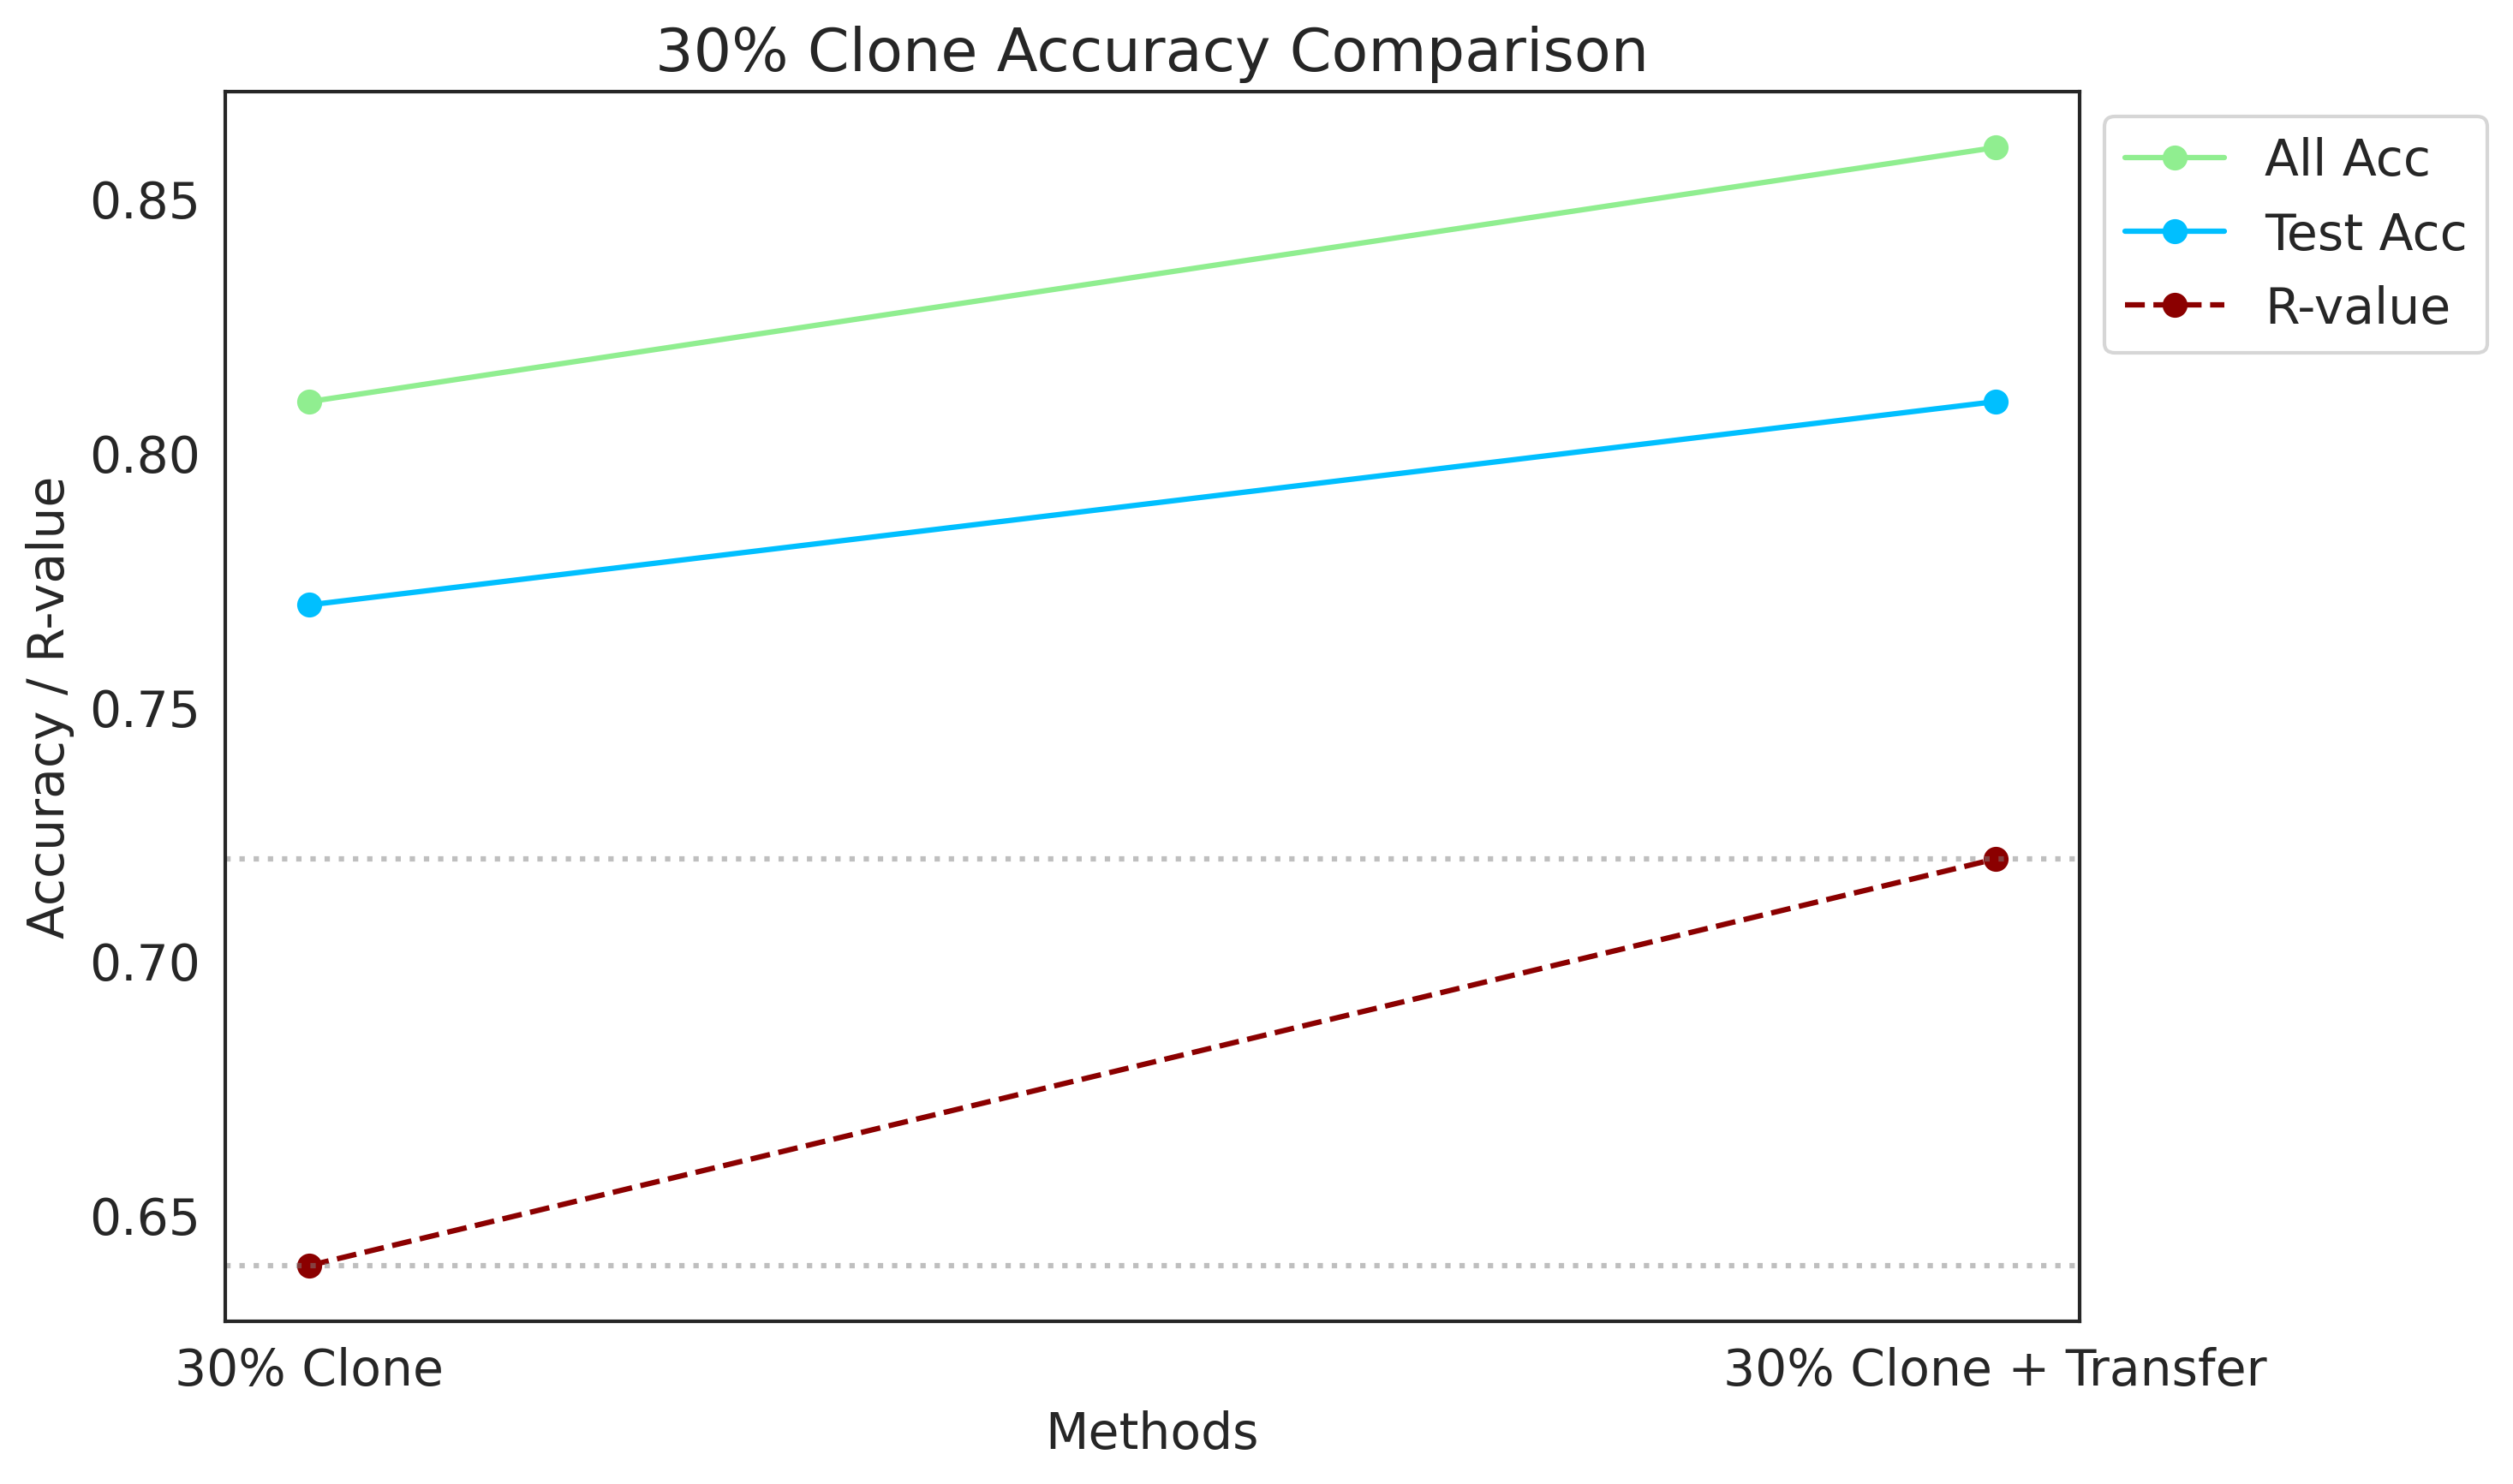 30% Clone Accuracy Comparison
All Acc
Test Acc
R-value
Accuracy / R-value
0.85
0.80
0.75
0.70
0.65
30% Clone
30% Clone + Transfer
Methods